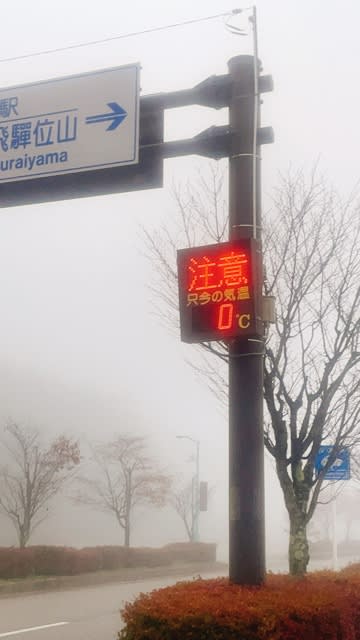 駅
飛騨位山
uraiyama
注意
只今の気温
0℃